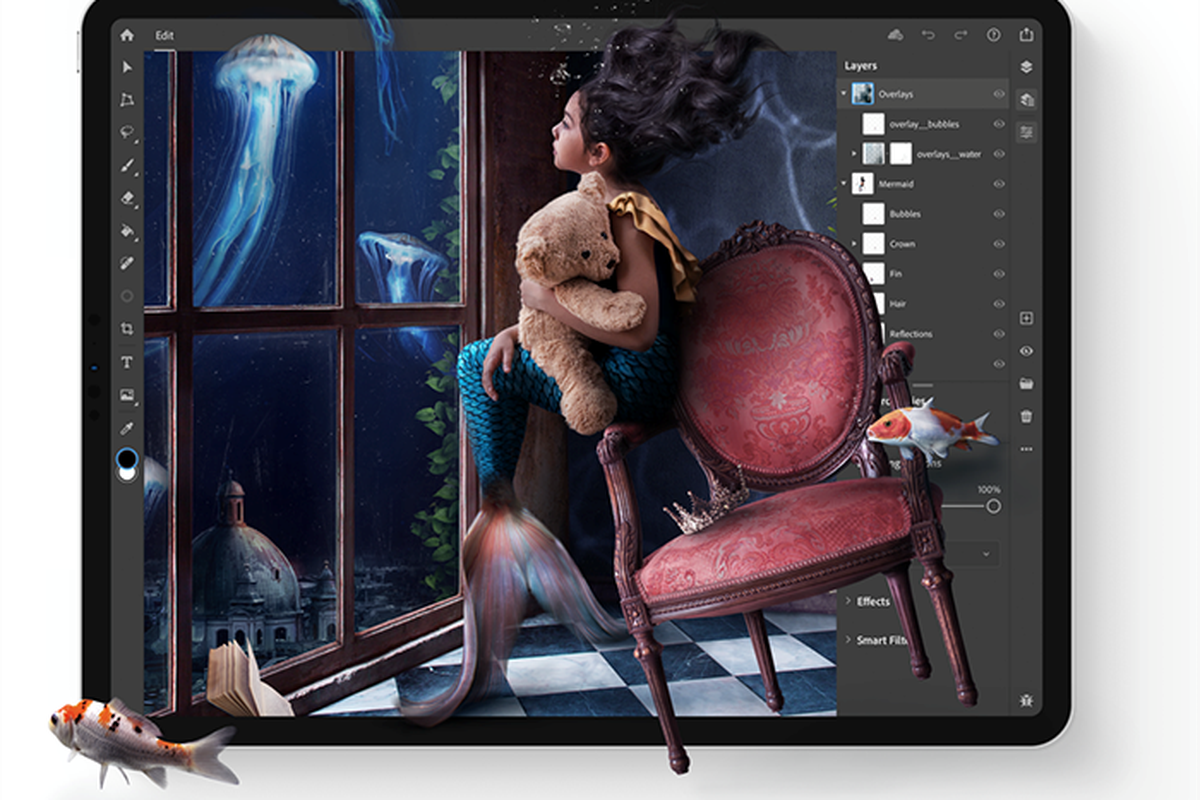 Edit
Layers
Overlays
overlay__bubbles
overlays__water
Mermaid
Bubbles
Crown
Fin
Hair
Reflections
100%
Effects
Smart Filt
T